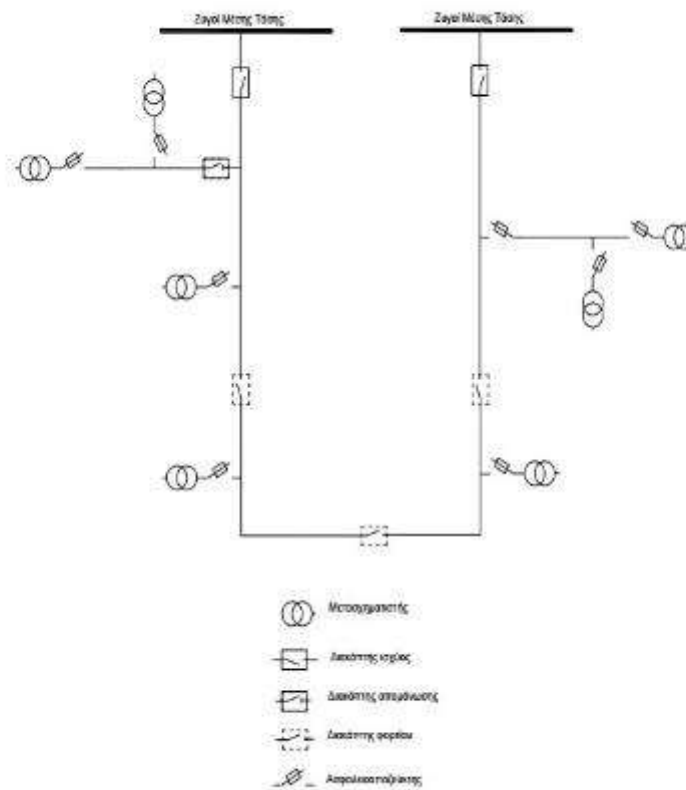 Ζυγοί Μέσης Τάσης
Ζυγοί Μέσης Τάσης
Μετασχηματιστής
Διακόπτης ισχύος
Διακόπτης απομόνωσης
Διακόπτης φορτίου
Ασφαλειοαποζεύκτης